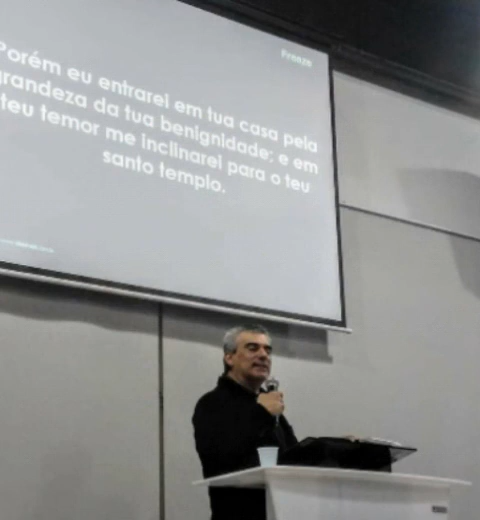 Freeze
Porém eu entrarei em tua casa pela
grandeza da tua benignidade; e em
teu temor me inclinarei para o teu
santo templo.